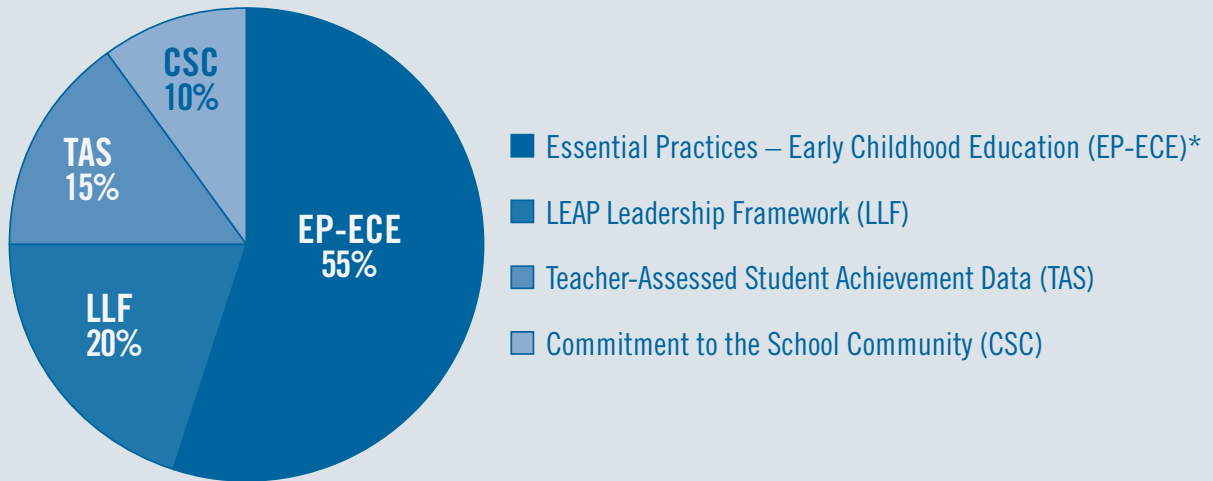 CSC
10%
TAS
15%
EP-ECE
55%
LLF
20%
Essential Practices – Early Childhood Education (EP-ECE)*
LEAP Leadership Framework (LLF)
Teacher-Assessed Student Achievement Data (TAS)
Commitment to the School Community (CSC)